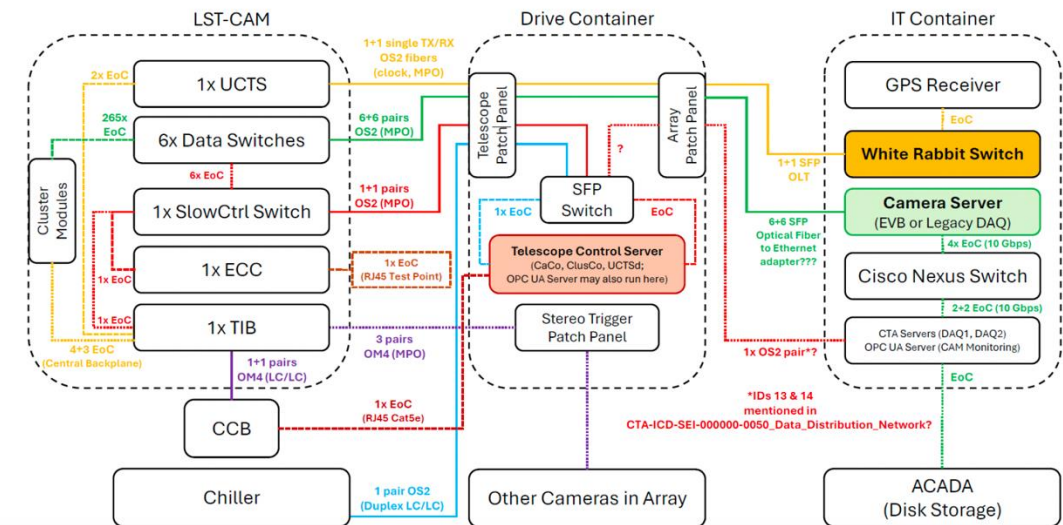 LST-CAM
Drive Container
IT Container
1+1 single TX/RX
OS2 fibers
(clock, MPO)
2x EoC
1x UCTS
265x
EoC
6x Data Switches
6+6 pairs
OS2 (MPO)
6x EoC
Cluster
Modules
1x SlowCtrl Switch
1+1 pairs
OS2 (MPO)
1x EoC
1x ECC
1x EoC
(RJ45 Test Point)
1x EoC
1x TIB
4+3 EoC
(Central Backplane)
1+1 pairs
OM4 (LC/LC)
3 pairs
OM4 (MPO)
CCB
1x EoC
(RJ45 Cat5e)
Chiller
1 pair OS2
(Duplex LC/LC)
Telescope
Patch Panel
Array
Patch Panel
?
SFP
Switch
1x EoC
EoC
Telescope Control Server
(CaCo, ClusCo, UCTSd;
OPC UA Server may also run here)
Stereo Trigger
Patch Panel
Other Cameras in Array
GPS Receiver
EoC
White Rabbit Switch
1+1 SFP
OLT
Camera Server
(EVB or Legacy DAQ)
6+6 SFP
Optical Fiber
to Ethernet
adapter???
4x EoC (10 Gbps)
Cisco Nexus Switch
2+2 EoC (10 Gbps)
CTA Servers (DAQ1, DAQ2)
OPC UA Server (CAM Monitoring)
1x OS2 pair*?
EoC
*IDs 13 & 14
mentioned in
CTA-ICD-SEI-000000-0050_Data_Distribution_Network?
ACADA
(Disk Storage)